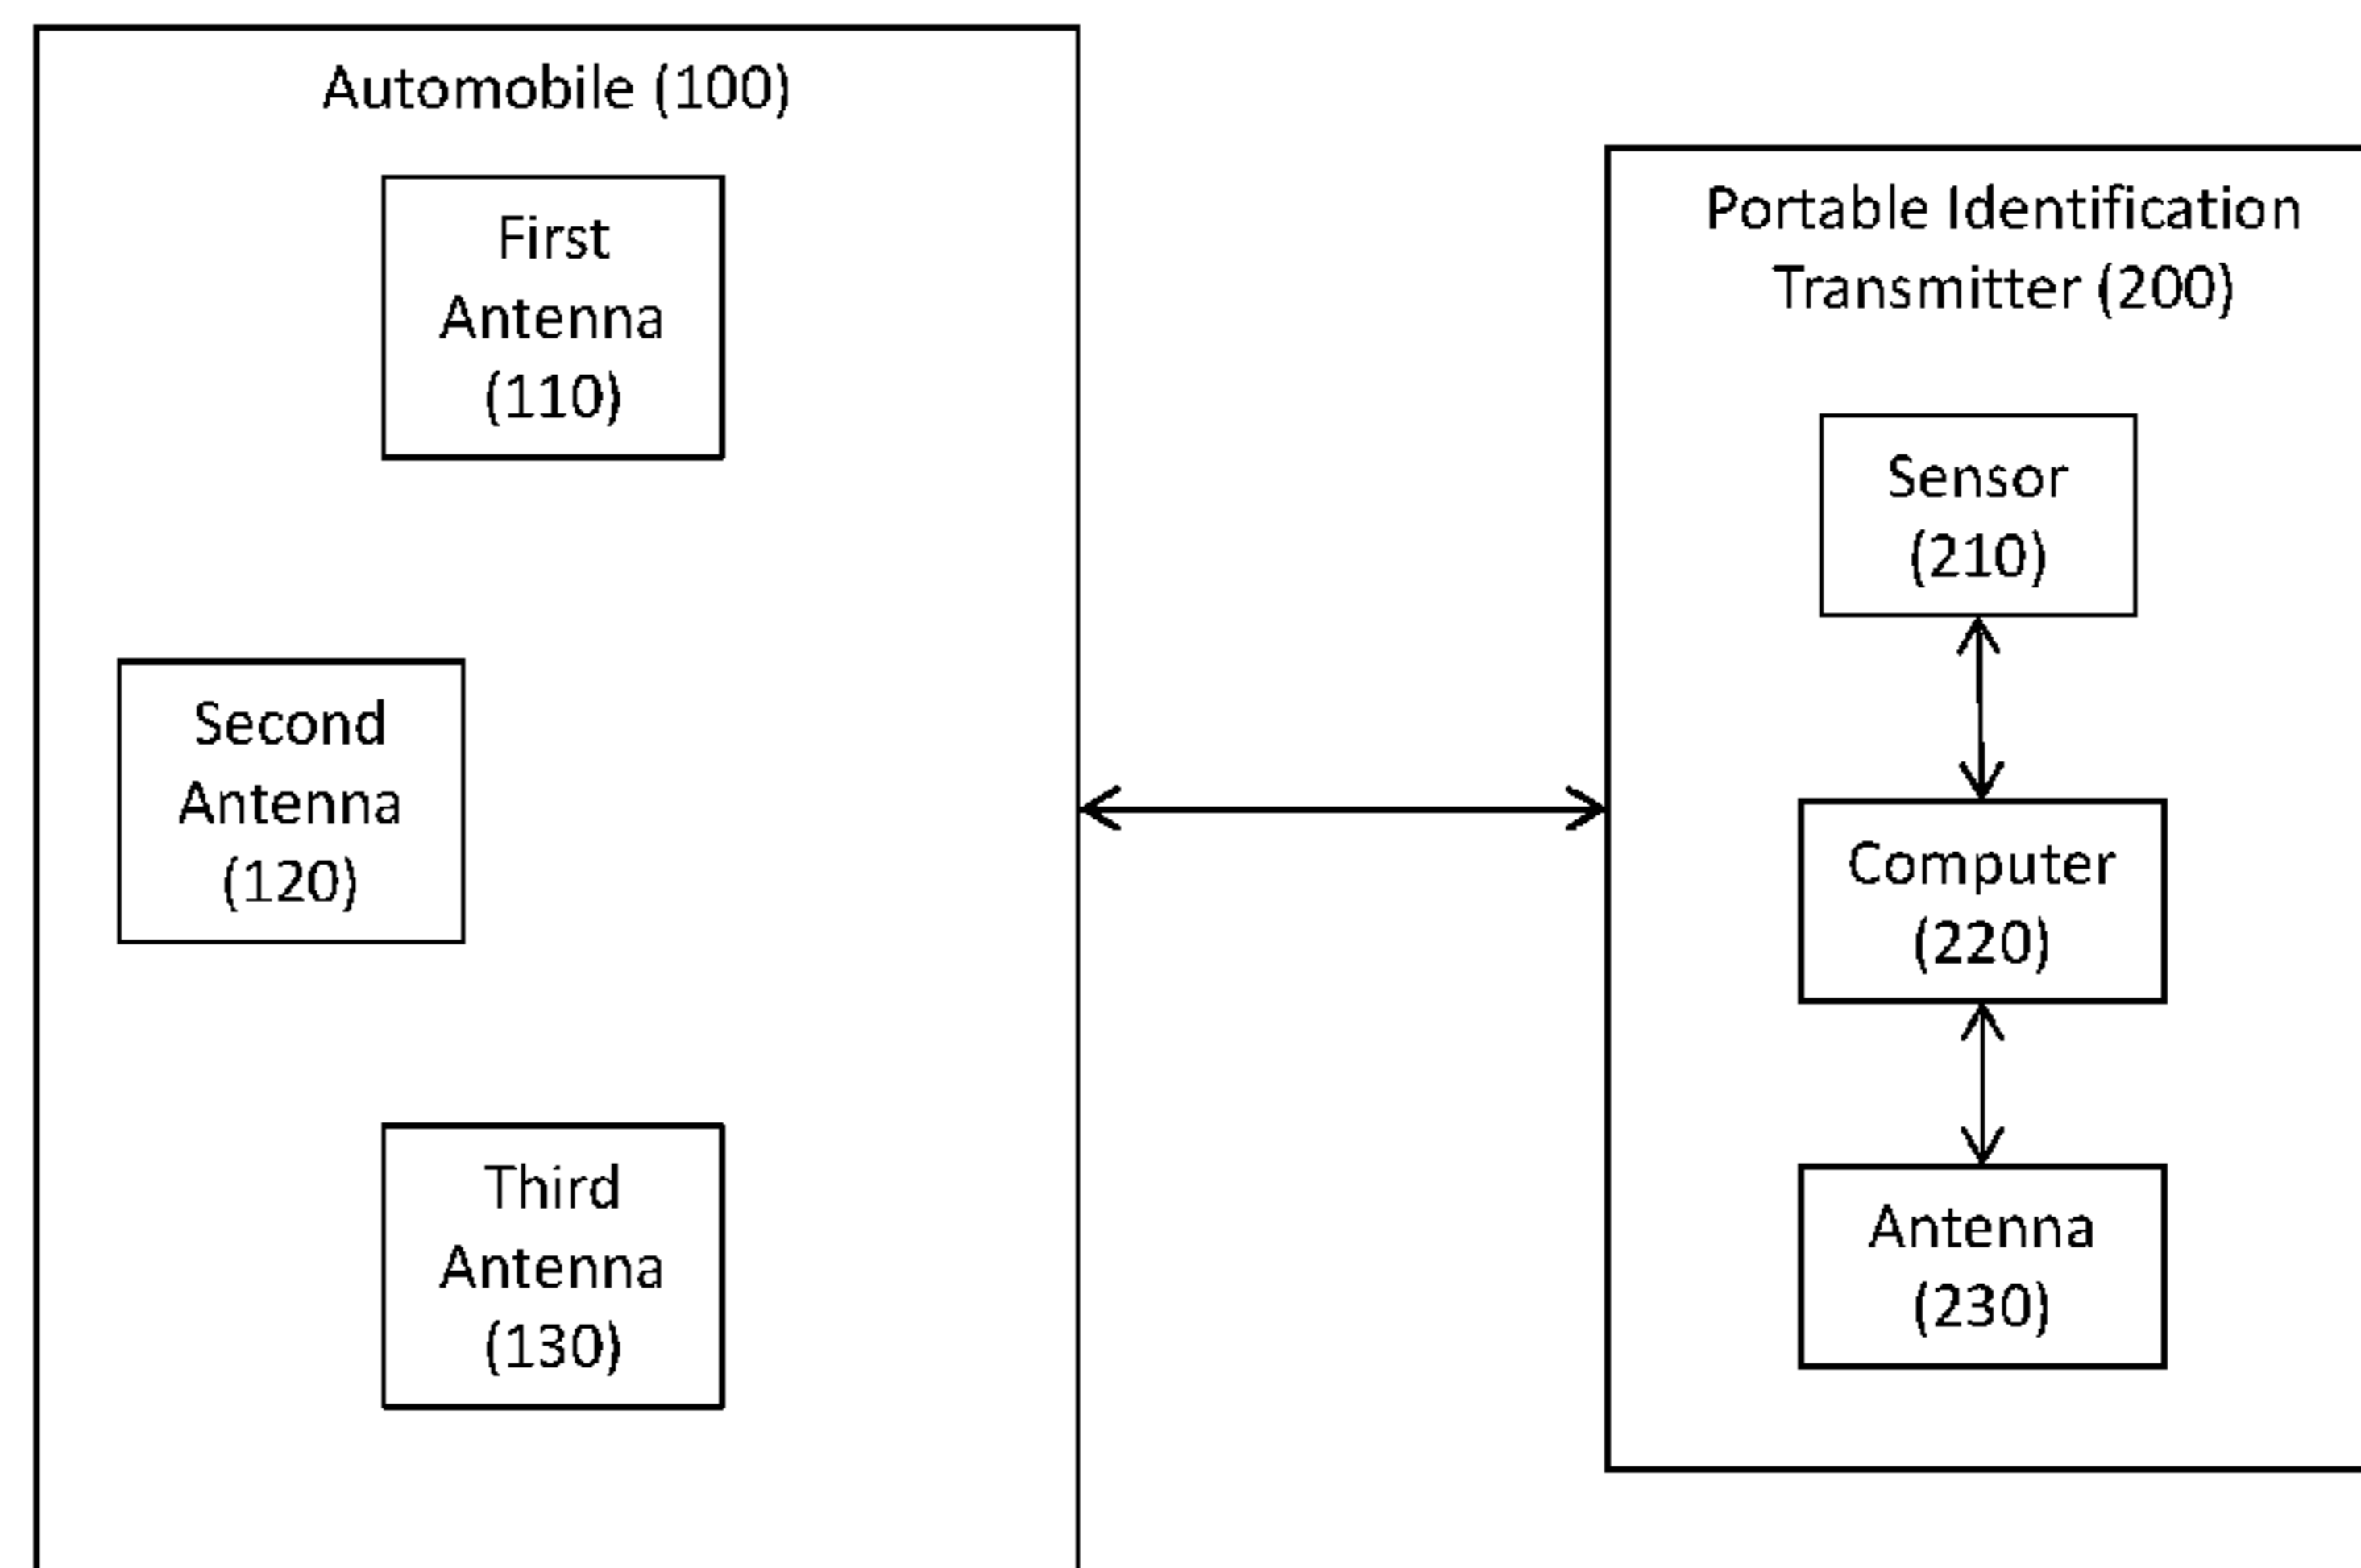 Automobile (100)
First
Antenna
(110)
Second
Antenna
(120)
Third
Antenna
(130)
Portable Identification
Transmitter (200)
Sensor
(210)
Computer
(220)
Antenna
(230)